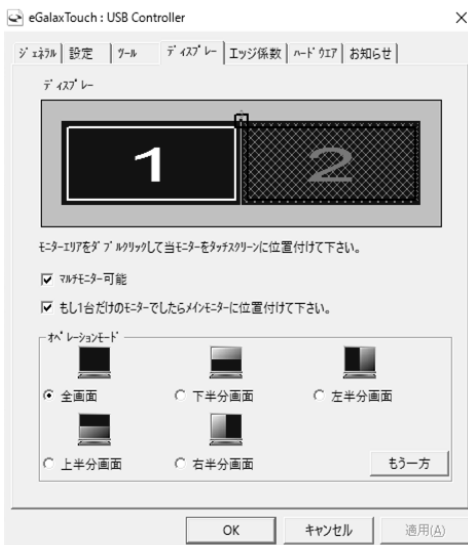 eGalaxTouch : USB Controller
ジェネラル 設定 ツール ディスプレー エッジ係数 ハードウエア お知らせ
ディスプレー
1 2
モニターエリアをダブルクリックして当モニターをタッチスクリーンに位置付けて下さい。
マルチモニター可能
もし1台だけのモニターでしたらメインモニターに位置付けて下さい。
オペレーションモード
全画面 下半分画面 左半分画面
上半分画面 右半分画面 もう一方
OK キャンセル 適用(A)